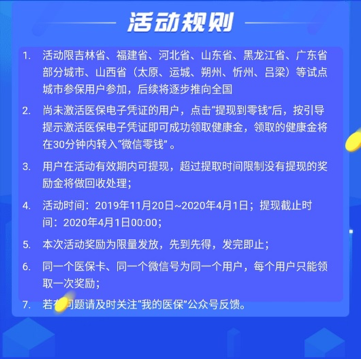 活动规则
1. 活动限吉林省、福建省、河北省、山东省、黑龙江省、广东省
部分城市、山西省（太原、运城、朔州、忻州、吕梁）等试点
城市参保用户参加，后续将逐步推向全国
2. 尚未激活医保电子凭证的用户，点击“提现到零钱”后，按引导
提示激活医保电子凭证即可成功领取健康金，领取的健康金将
在30分钟内转入“微信零钱”。
3. 用户在活动有效期内可提现，超过提取时间限制没有提现的奖
励金将做回收处理；
4. 活动时间：2019年11月20日~2020年4月1日；提现截止时
间：2020年4月1日00:00；
5. 本次活动奖励为限量发放，先到先得，发完即止；
6. 同一个医保卡、同一个微信号为同一个用户，每个用户只能领
取一次奖励；
7. 若有问题请及时关注“我的医保”公众号反馈。